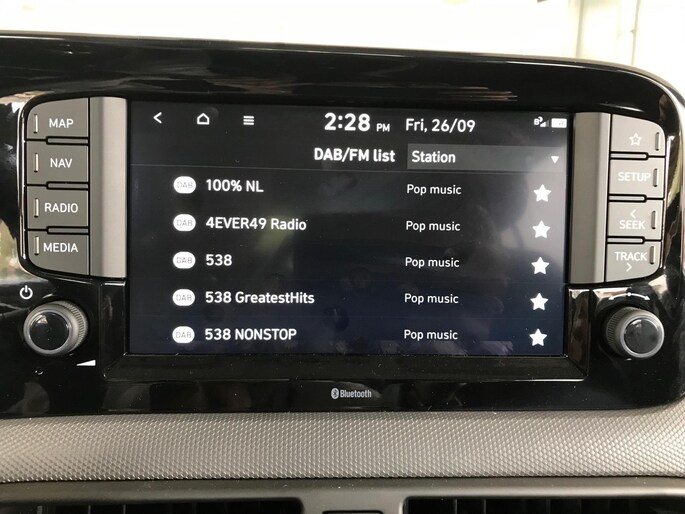 2:28 PM Fri, 26/09
DAB/FM list Station
DAB 100% NL Pop music
DAB 4EVER49 Radio Pop music
DAB 538 Pop music
DAB 538 GreatestHits Pop music
DAB 538 NONSTOP Pop music
MAP
NAV
RADIO
MEDIA
SETUP
< SEEK
TRACK >
Bluetooth